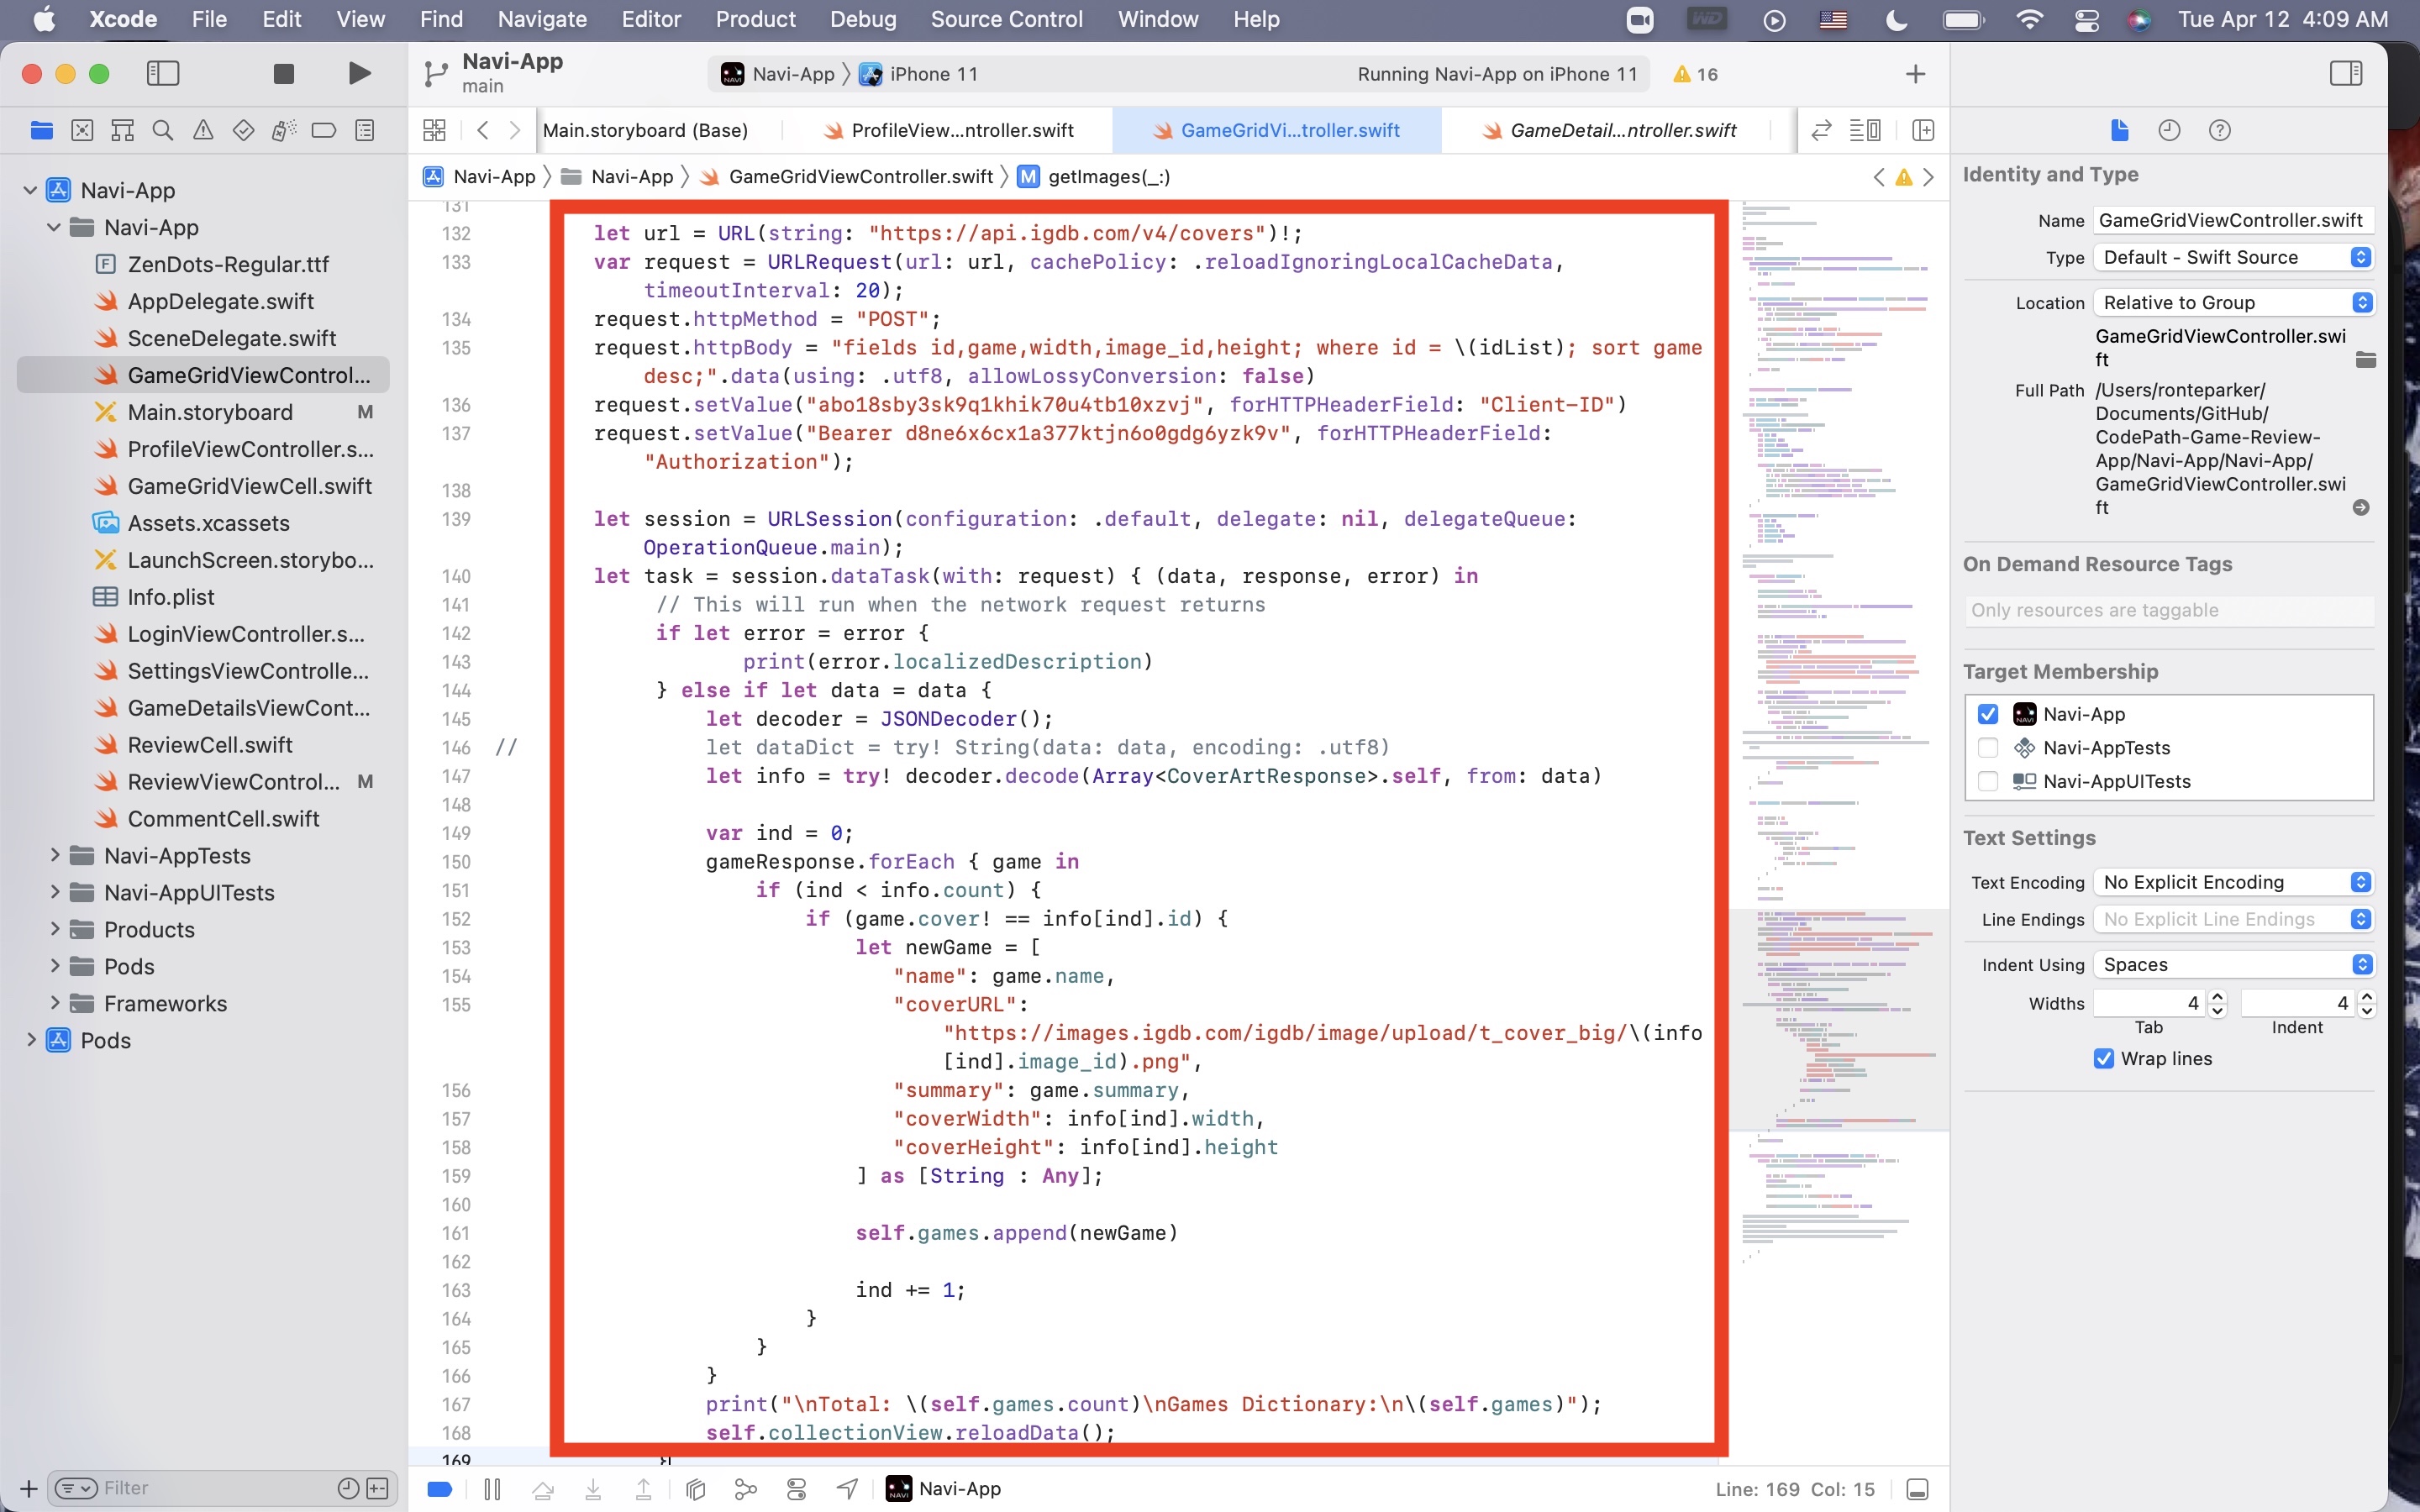 Xcode File Edit View Find Navigate Editor Product Debug Source Control Window Help Tue Apr 12 4:09 AM
Navi-App
main
Navi-App iPhone 11
Running Navi-App on iPhone 11
16
Main.storyboard (Base)
ProfileView...ntroller.swift
GameGridVi...troller.swift
GameDetail...ntroller.swift
Navi-App
Navi-App
GameGridViewController.swift
M getImages(_:)
Navi-App
Navi-App
ZenDots-Regular.ttf
AppDelegate.swift
SceneDelegate.swift
GameGridViewControl...
Main.storyboard M
ProfileViewController.s...
GameGridViewCell.swift
Assets.xcassets
LaunchScreen.storybo...
Info.plist
LoginViewController.s...
SettingsViewControlle...
GameDetailsViewCont...
ReviewCell.swift
ReviewViewControl... M
CommentCell.swift
Navi-AppTests
Navi-AppUITests
Products
Pods
Frameworks
Pods
Filter
131
132 let url = URL(string: "https://api.igdb.com/v4/covers")!;
133 var request = URLRequest(url: url, cachePolicy: .reloadIgnoringLocalCacheData,
timeoutInterval: 20);
134 request.httpMethod = "POST";
135 request.httpBody = "fields id,game,width,image_id,height; where id = \(idList); sort game
desc;".data(using: .utf8, allowLossyConversion: false)
136 request.setValue("abo18sby3sk9q1khik70u4tb10xzvj", forHTTPHeaderField: "Client-ID")
137 request.setValue("Bearer d8ne6x6cx1a377ktjn6o0gdg6yzk9v", forHTTPHeaderField:
"Authorization");
138
139 let session = URLSession(configuration: .default, delegate: nil, delegateQueue:
OperationQueue.main);
140 let task = session.dataTask(with: request) { (data, response, error) in
141 // This will run when the network request returns
142 if let error = error {
143 print(error.localizedDescription)
144 } else if let data = data {
145 let decoder = JSONDecoder();
146 // let dataDict = try! String(data: data, encoding: .utf8)
147 let info = try! decoder.decode(Array<CoverArtResponse>.self, from: data)
148
149 var ind = 0;
150 gameResponse.forEach { game in
151 if (ind < info.count) {
152 if (game.cover! == info[ind].id) {
153 let newGame = [
154 "name": game.name,
155 "coverURL":
"https://images.igdb.com/igdb/image/upload/t_cover_big/\(info
[ind].image_id).png",
156 "summary": game.summary,
157 "coverWidth": info[ind].width,
158 "coverHeight": info[ind].height
159 ] as [String : Any];
160
161 self.games.append(newGame)
162
163 ind += 1;
164 }
165 }
166 }
167 print("\nTotal: \(self.games.count)\nGames Dictionary:\n\(self.games)");
168 self.collectionView.reloadData();
169 }
Navi-App
Line: 169 Col: 15
Identity and Type
Name GameGridViewController.swift
Type Default - Swift Source
Location Relative to Group
GameGridViewController.swi
ft
Full Path /Users/ronteparker/
Documents/GitHub/
CodePath-Game-Review-
App/Navi-App/Navi-App/
GameGridViewController.swi
ft
On Demand Resource Tags
Only resources are taggable
Target Membership
Navi-App
Navi-AppTests
Navi-AppUITests
Text Settings
Text Encoding No Explicit Encoding
Line Endings No Explicit Line Endings
Indent Using Spaces
Widths 4 4
Tab Indent
Wrap lines